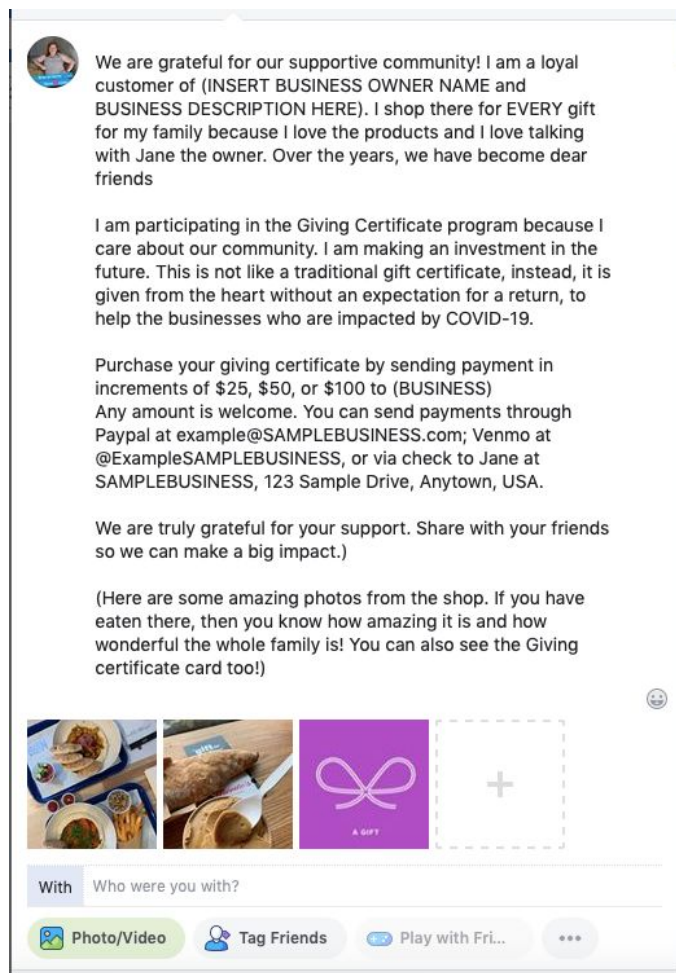 We are grateful for our supportive community! I am a loyal
customer of (INSERT BUSINESS OWNER NAME and
BUSINESS DESCRIPTION HERE). I shop there for EVERY gift
for my family because I love the products and I love talking
with Jane the owner. Over the years, we have become dear
friends
I am participating in the Giving Certificate program because I
care about our community. I am making an investment in the
future. This is not like a traditional gift certificate, instead, it is
given from the heart without an expectation for a return, to
help the businesses who are impacted by COVID-19.
Purchase your giving certificate by sending payment in
increments of $25, $50, or $100 to (BUSINESS)
Any amount is welcome. You can send payments through
Paypal at example@SAMPLEBUSINESS.com; Venmo at
@ExampleSAMPLEBUSINESS, or via check to Jane at
SAMPLEBUSINESS, 123 Sample Drive, Anytown, USA.
We are truly grateful for your support. Share with your friends
so we can make a big impact.)
(Here are some amazing photos from the shop. If you have
eaten there, then you know how amazing it is and how
wonderful the whole family is! You can also see the Giving
certificate card too!)
A GIFT
With Who were you with?
Photo/Video Tag Friends Play with Fri...